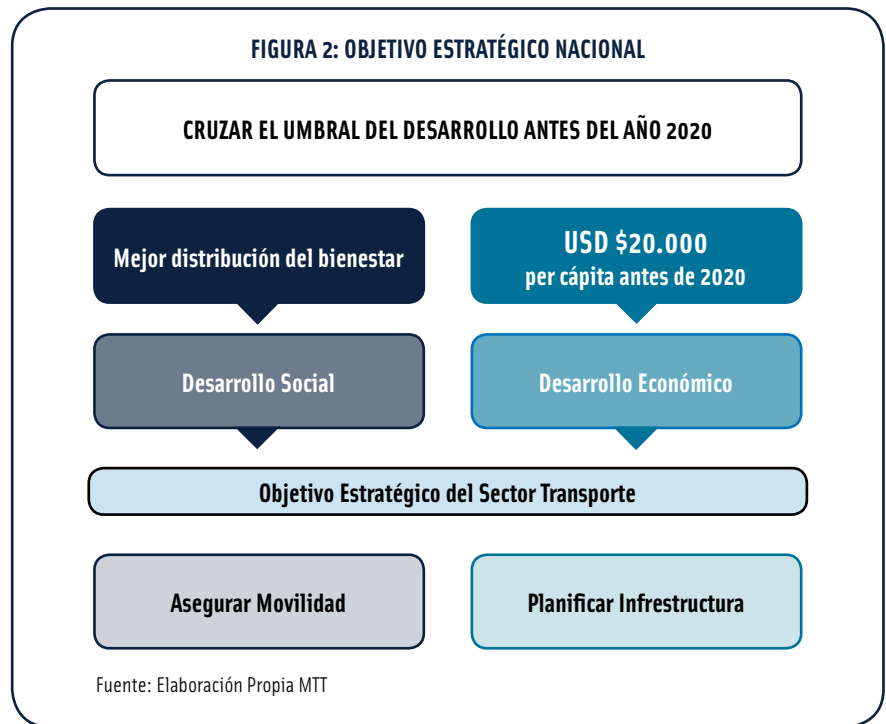 FIGURA 2: OBJETIVO ESTRATÉGICO NACIONAL
CRUZAR EL UMBRAL DEL DESARROLLO ANTES DEL AÑO 2020
Mejor distribución del bienestar
USD $20.000
per cápita antes de 2020
Desarrollo Social
Desarrollo Económico
Objetivo Estratégico del Sector Transporte
Asegurar Movilidad
Planificar Infrestructura
Fuente: Elaboración Propia MTT